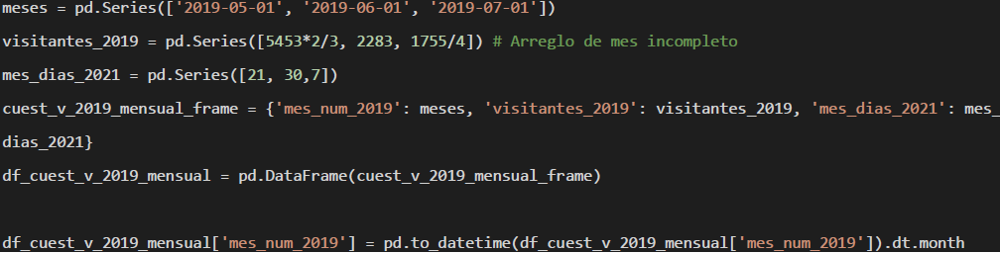 meses = pd.Series(['2019-05-01', '2019-06-01', '2019-07-01'])
visitantes_2019 = pd.Series([5453*2/3, 2283, 1755/4]) # Arreglo de mes incompleto
mes_dias_2021 = pd.Series([21, 30,7])
cuest_v_2019_mensual_frame = {'mes_num_2019': meses, 'visitantes_2019': visitantes_2019, 'mes_dias_2021': mes_
dias_2021}
df_cuest_v_2019_mensual = pd.DataFrame(cuest_v_2019_mensual_frame)
df_cuest_v_2019_mensual['mes_num_2019'] = pd.to_datetime(df_cuest_v_2019_mensual['mes_num_2019']).dt.month